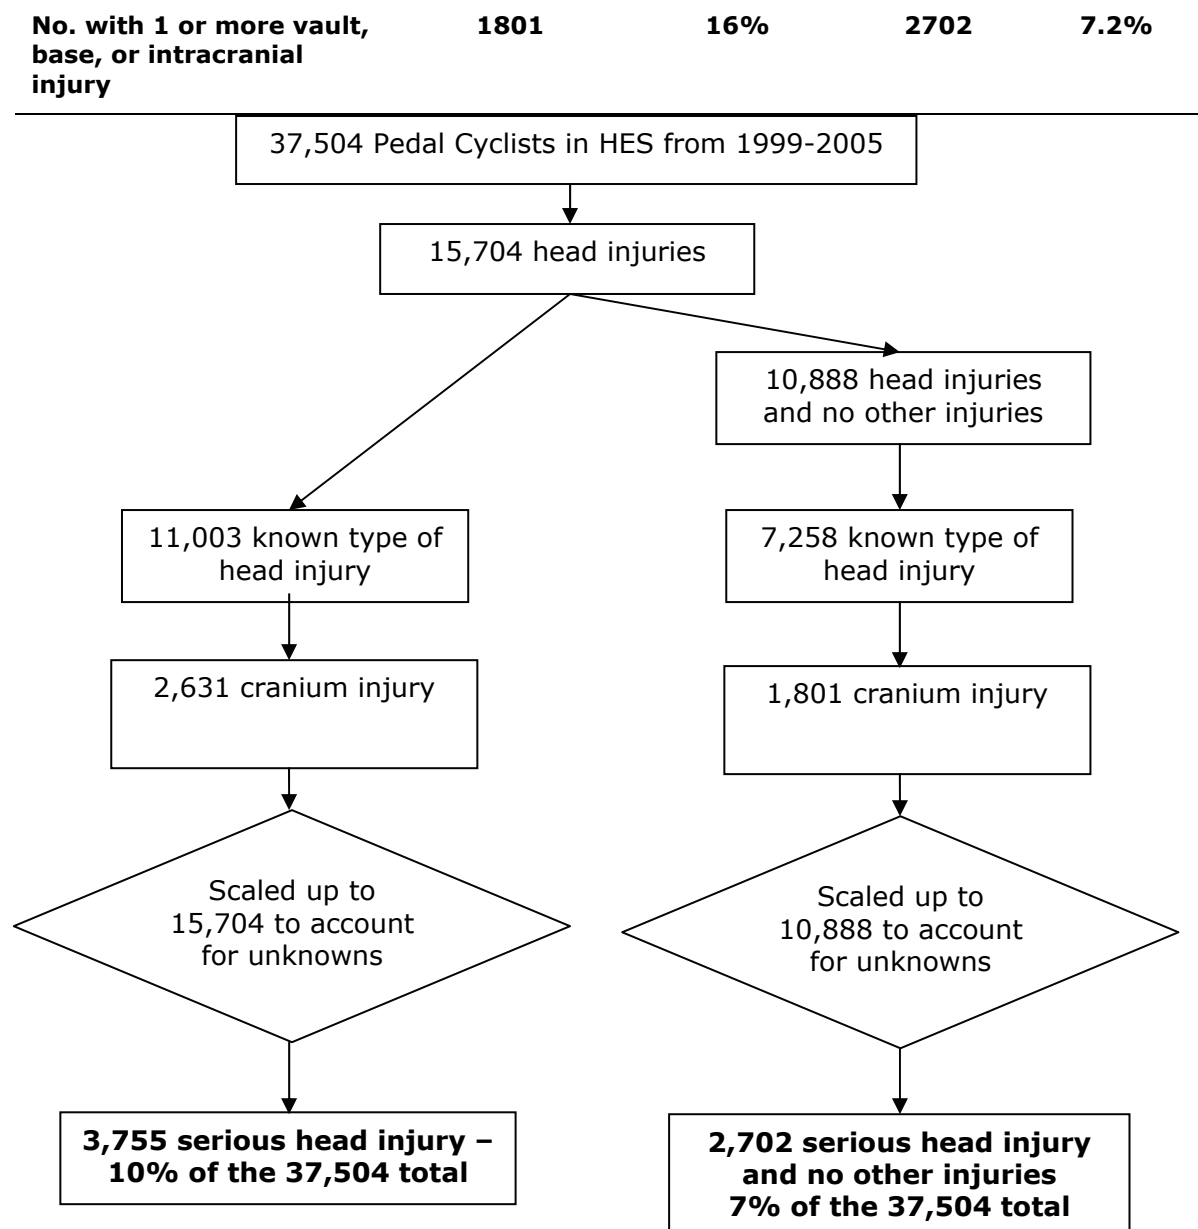 No. with 1 or more vault, 1801 16% 2702 7.2%
base, or intracranial
injury
37,504 Pedal Cyclists in HES from 1999-2005
15,704 head injuries
10,888 head injuries
and no other injuries
11,003 known type of
head injury
7,258 known type of
head injury
2,631 cranium injury
1,801 cranium injury
Scaled up to
15,704 to account
for unknowns
Scaled up to
10,888 to account
for unknowns
3,755 serious head injury –
10% of the 37,504 total
2,702 serious head injury
and no other injuries
7% of the 37,504 total